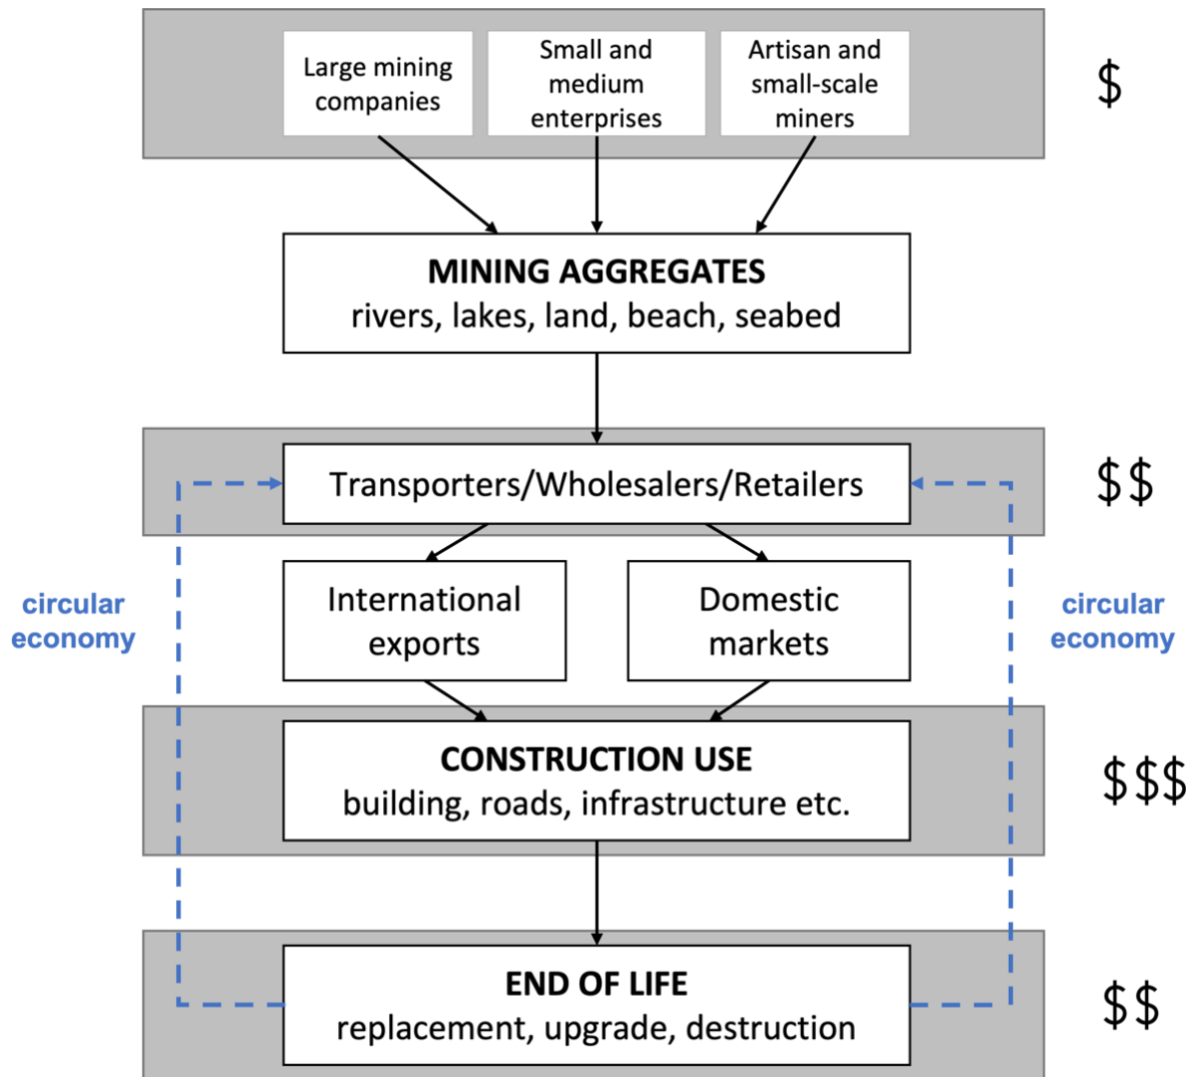 Large mining
companies
Small and
medium
enterprises
Artisan and
small-scale
miners
$
MINING AGGREGATES
rivers, lakes, land, beach, seabed
Transporters/Wholesalers/Retailers
$$
International
exports
Domestic
markets
circular
economy
circular
economy
CONSTRUCTION USE
building, roads, infrastructure etc.
$$$
END OF LIFE
replacement, upgrade, destruction
$$